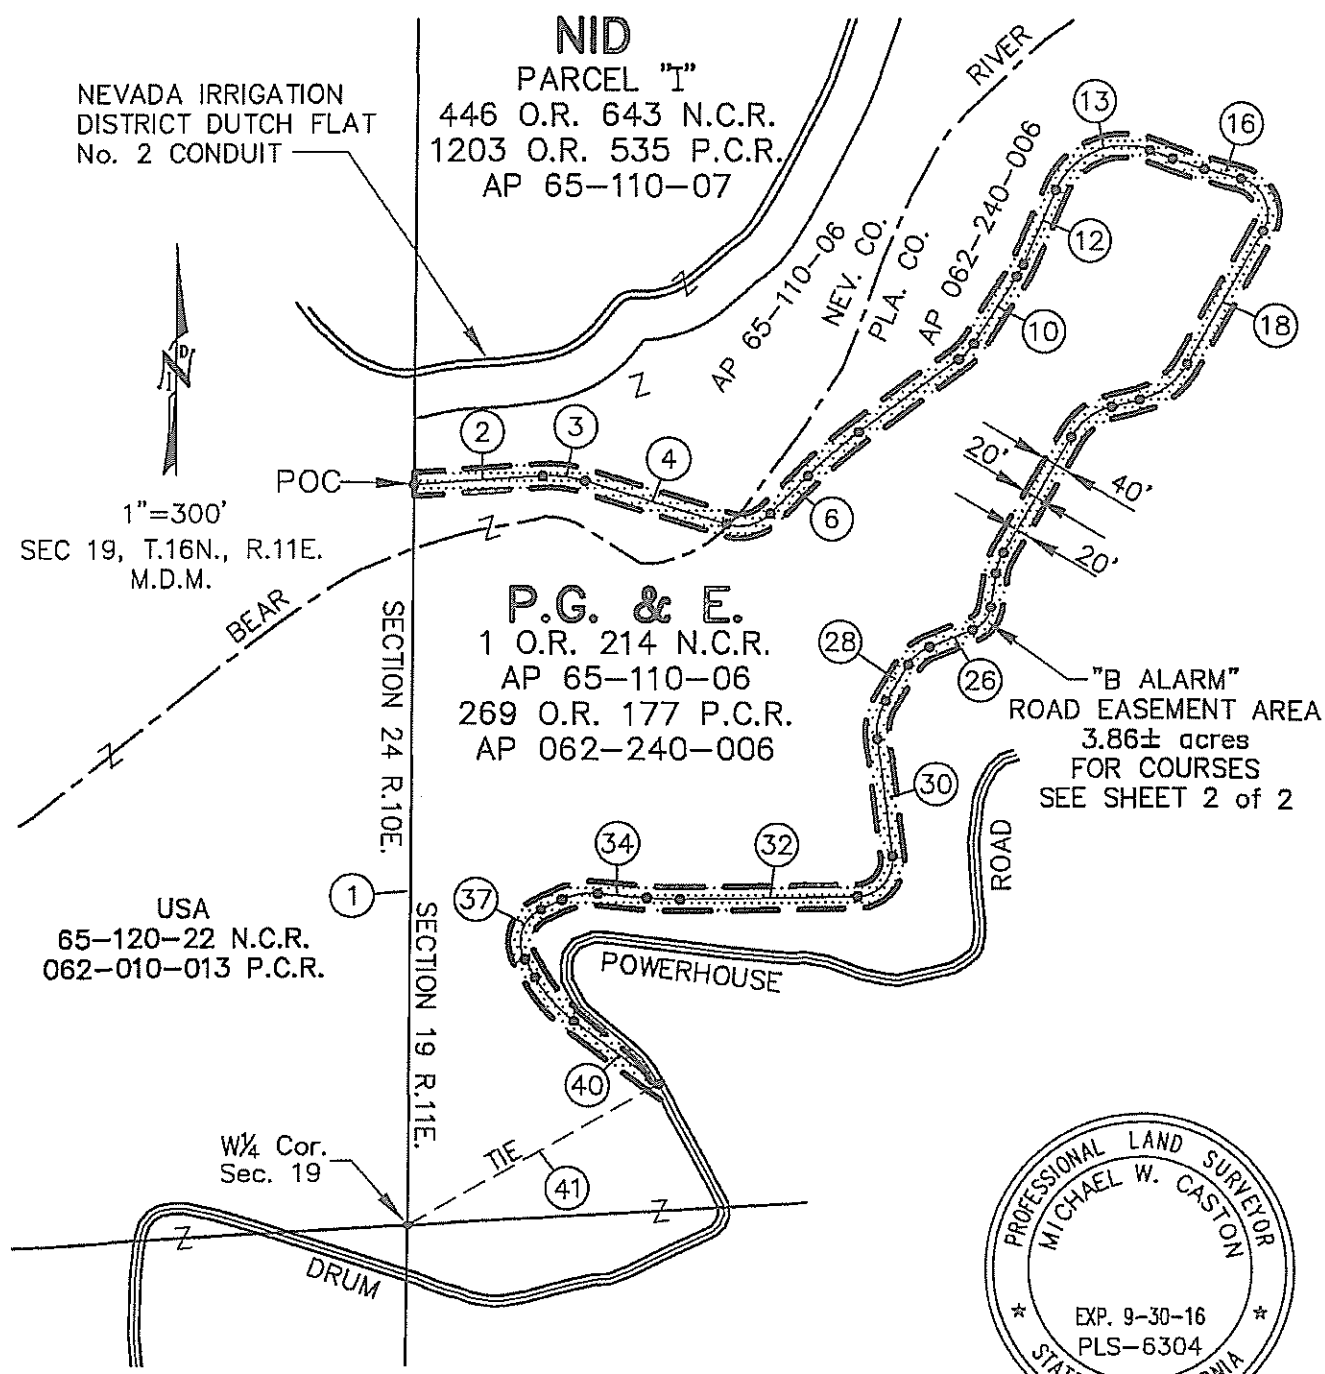 NID
PARCEL "I"
446 O.R. 643 N.C.R.
1203 O.R. 535 P.C.R.
AP 65-110-07
NEVADA IRRIGATION
DISTRICT DUTCH FLAT
No. 2 CONDUIT
RIVER
13
16
AP 65-110-06
NEV. CO.
PLA. CO.
AP 062-240-006
12
10
18
NID
2
3
4
6
POC
20'
40'
20'
1"=300'
SEC 19, T.16N., R.11E.
M.D.M.
BEAR
P.G. & E.
1 O.R. 214 N.C.R.
AP 65-110-06
269 O.R. 177 P.C.R.
AP 062-240-006
SECTION 24 R.10E.
28
26
"B ALARM"
ROAD EASEMENT AREA
3.86± acres
FOR COURSES
SEE SHEET 2 of 2
30
ROAD
34
32
1
37
USA
65-120-22 N.C.R.
062-010-013 P.C.R.
SECTION 19 R.11E.
POWERHOUSE
40
W¼ Cor.
Sec. 19
TIE
41
DRUM
PROFESSIONAL LAND SURVEYOR
MICHAEL W. CASTON
EXP. 9-30-16
PLS-6304